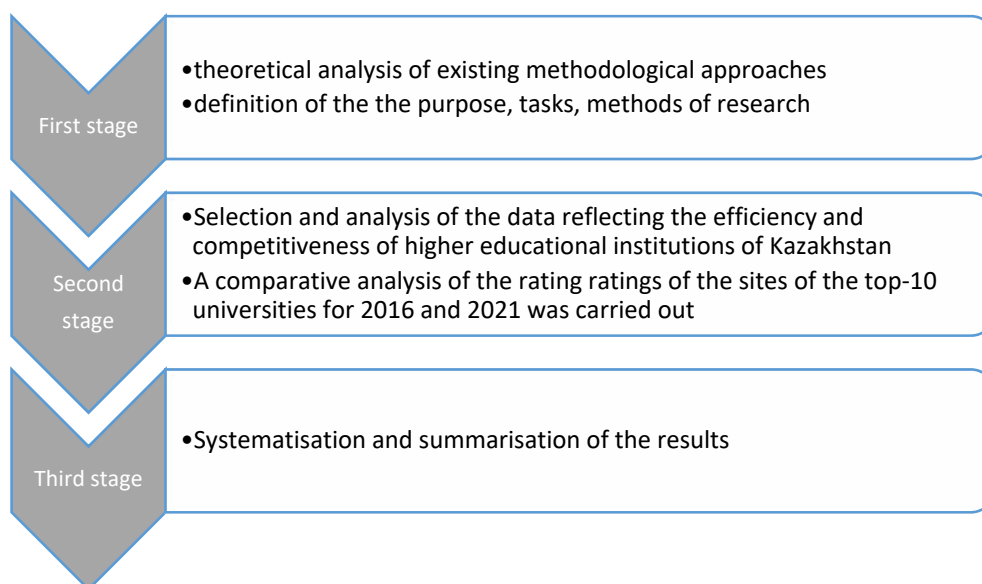 First stage
•theoretical analysis of existing methodological approaches
•definition of the the purpose, tasks, methods of research
Second
stage
•Selection and analysis of the data reflecting the efficiency and
competitiveness of higher educational institutions of Kazakhstan
•A comparative analysis of the rating ratings of the sites of the top-10
universities for 2016 and 2021 was carried out
Third stage
•Systematisation and summarisation of the results